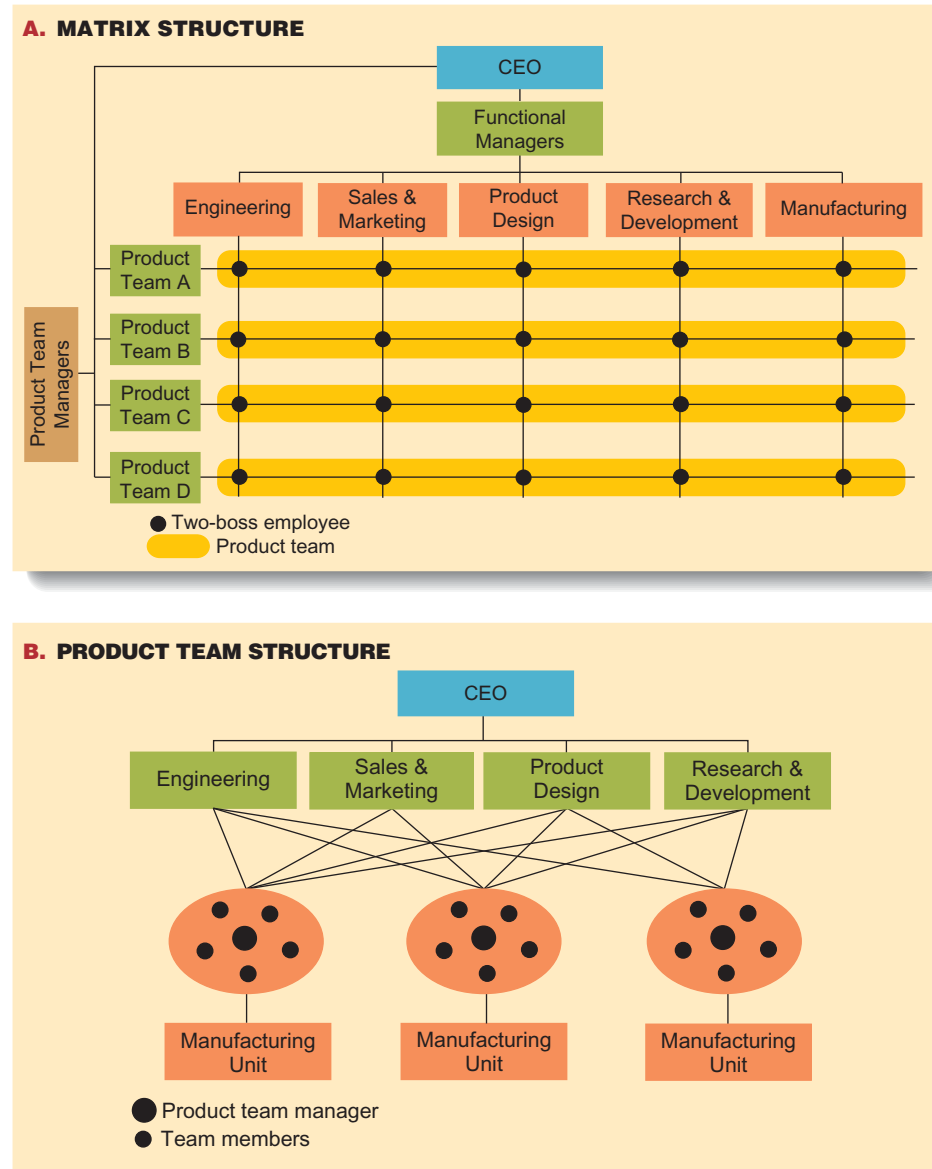 A. MATRIX STRUCTURE
CEO
Functional
Managers
Engineering
Sales &
Marketing
Product
Design
Research &
Development
Manufacturing
Product Team
Managers
Product
Team A
Product
Team B
Product
Team C
Product
Team D
Two-boss employee
Product team
B. PRODUCT TEAM STRUCTURE
CEO
Engineering
Sales &
Marketing
Product
Design
Research &
Development
Manufacturing
Unit
Manufacturing
Unit
Manufacturing
Unit
Product team manager
Team members